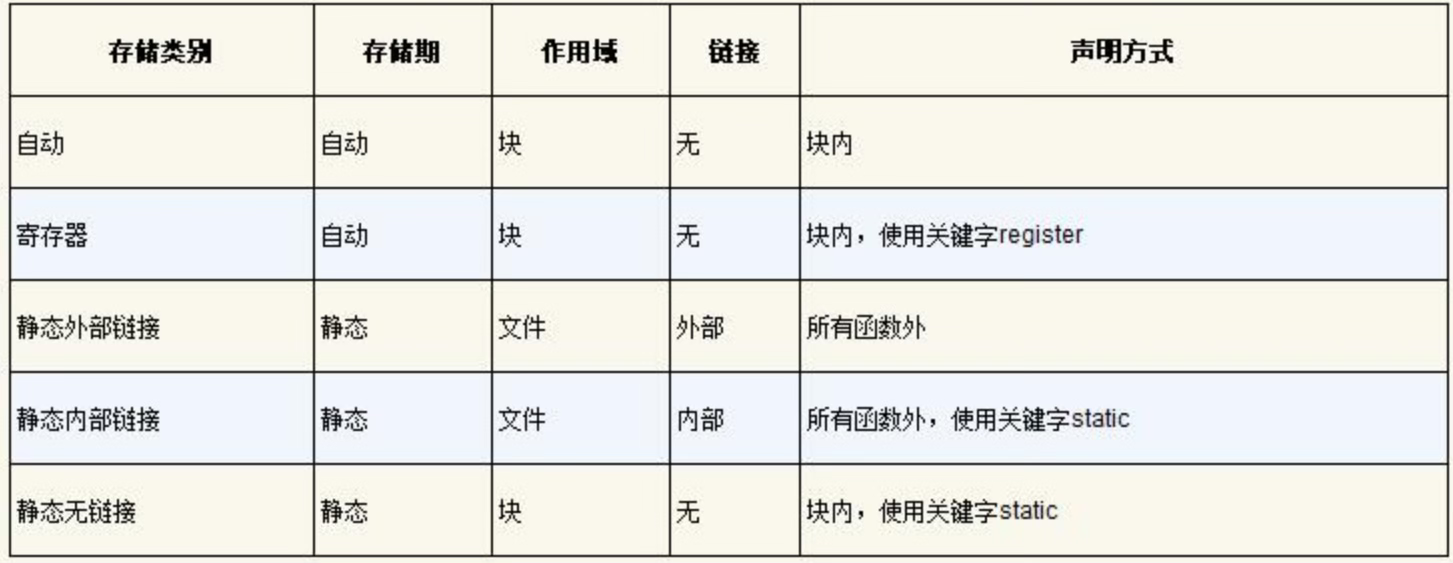 存储类别 存储期 作用域 链接 声明方式
自动 自动 块 无 块内
寄存器 自动 块 无 块内，使用关键字register
静态外部链接 静态 文件 外部 所有函数外
静态内部链接 静态 文件 内部 所有函数外，使用关键字static
静态无链接 静态 块 无 块内，使用关键字static